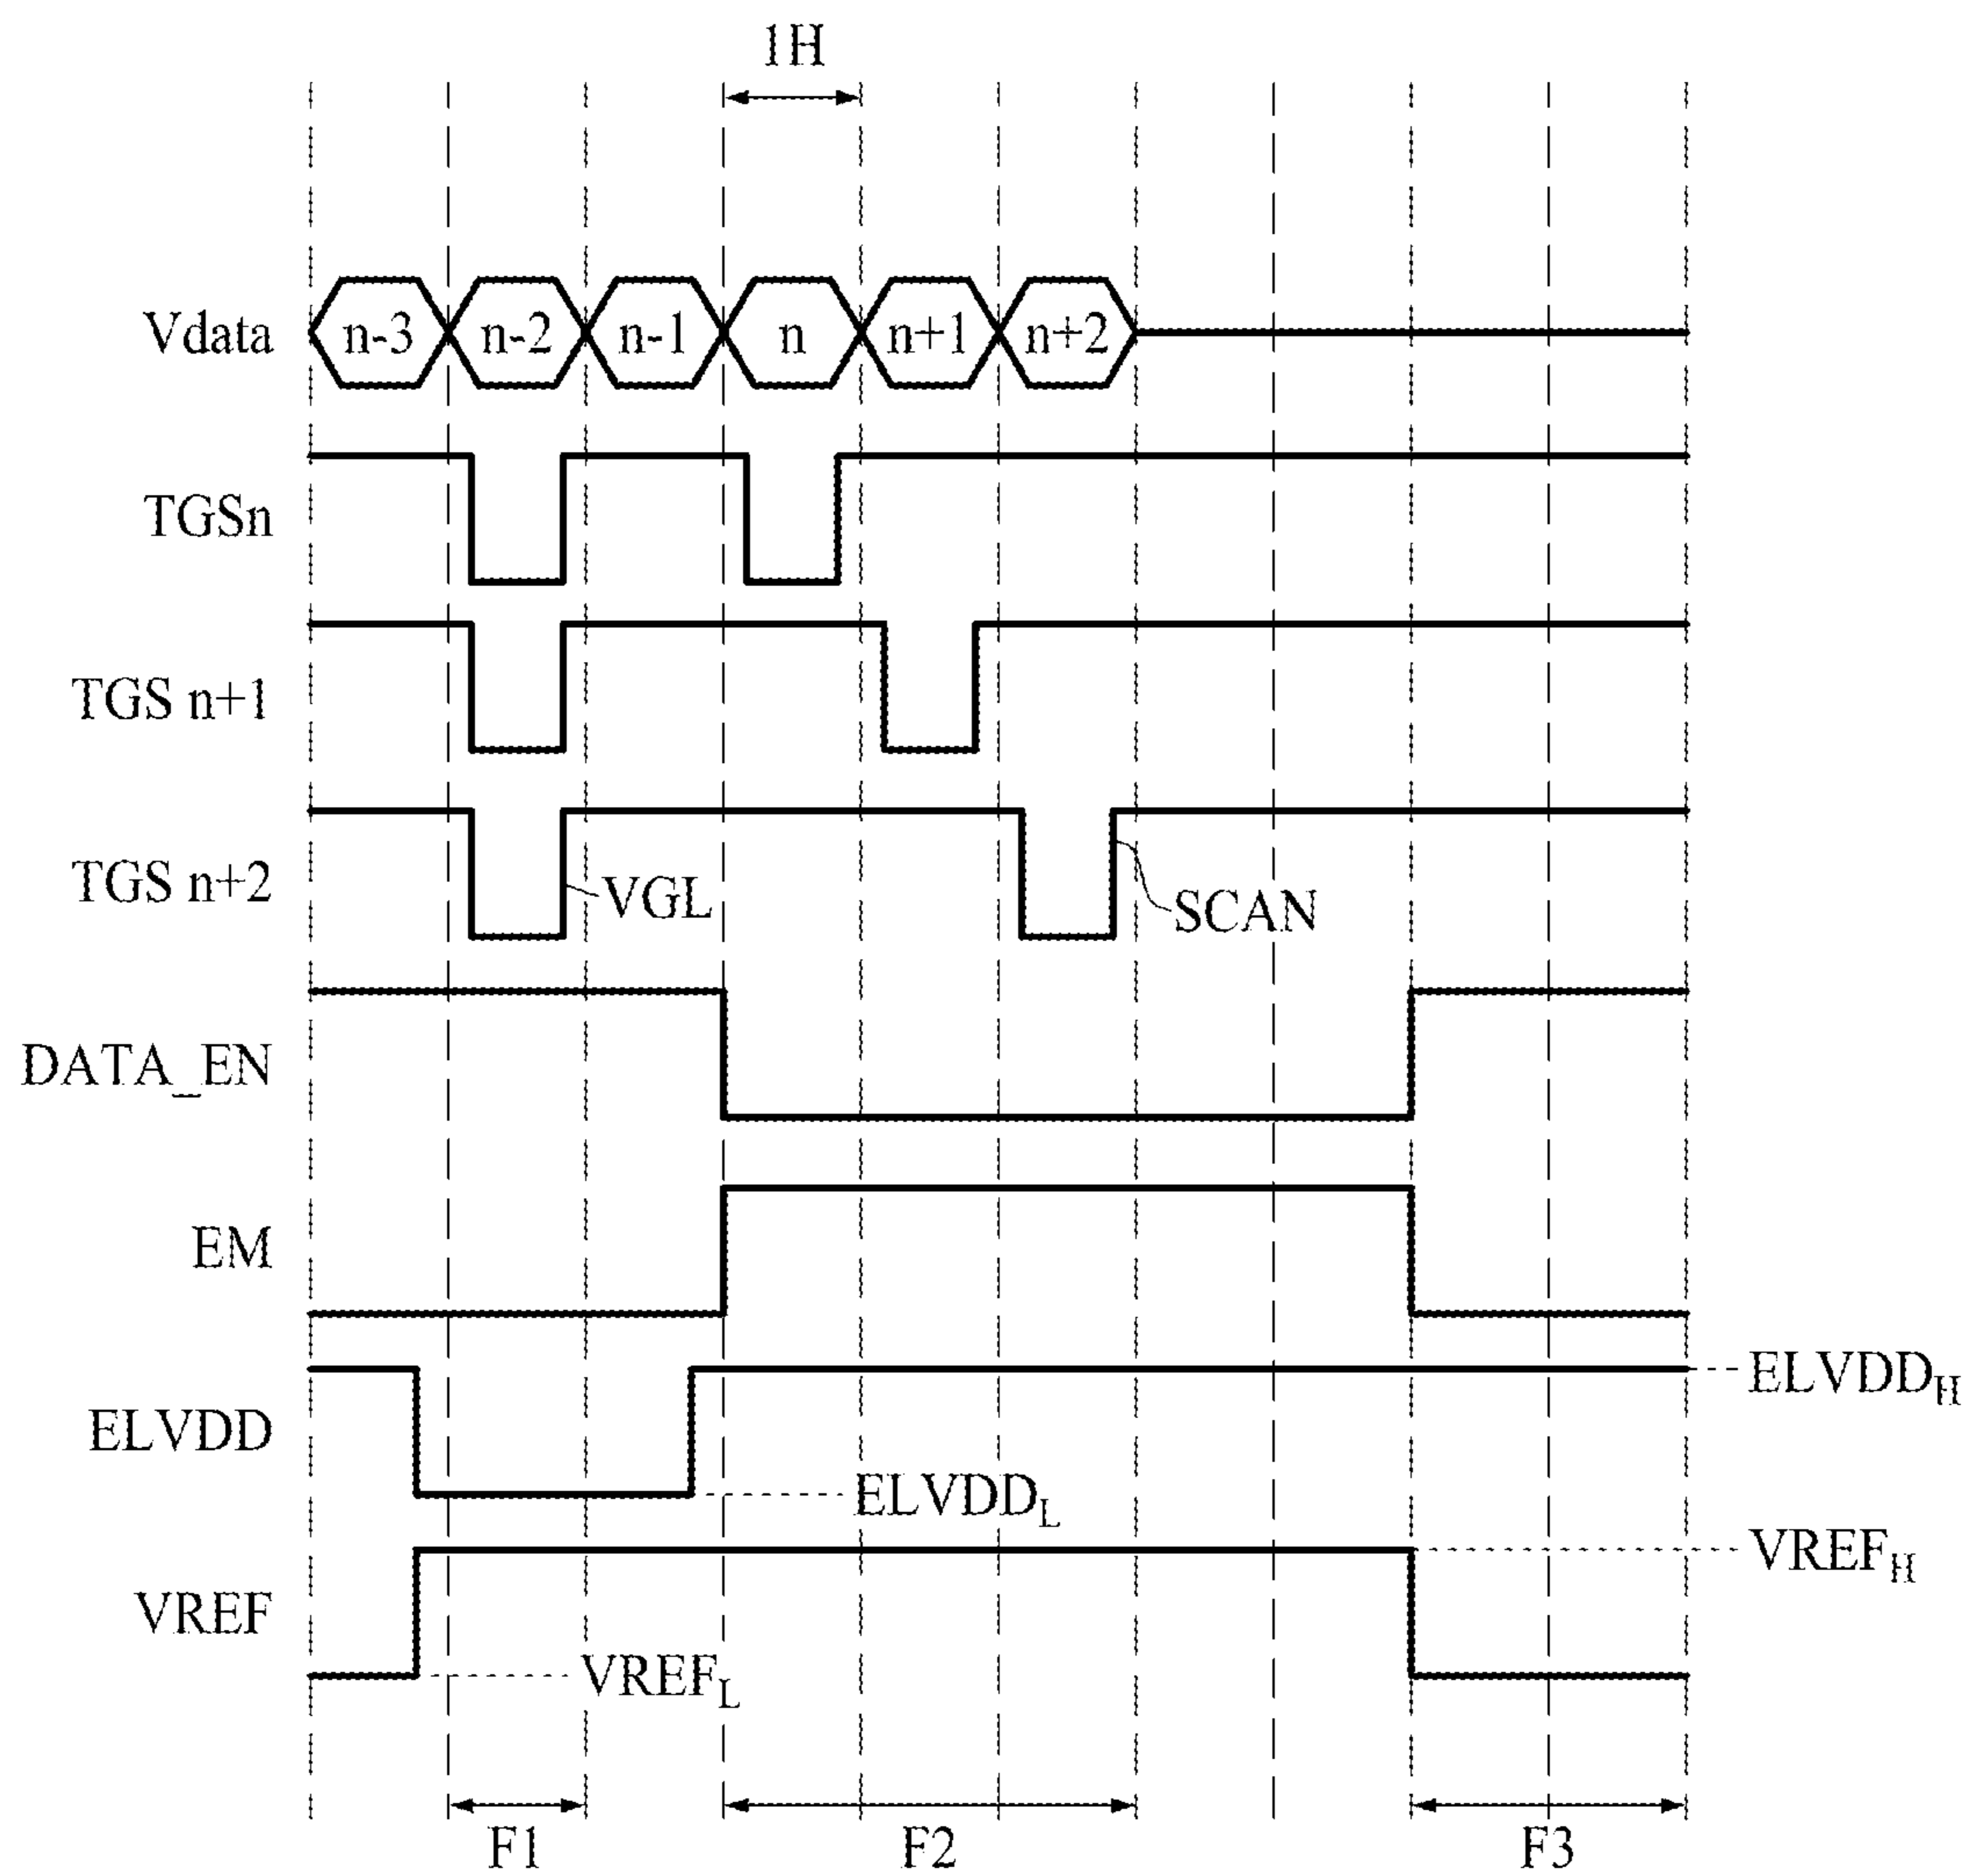 1H
Vdata n-3 n-2 n-1 n n+1 n+2
TGSn
TGS n+1
TGS n+2 VGL SCAN
DATA_EN
EM
ELVDD ELVDDH
ELVDDL
VREF VREFH
VREFL
F1 F2 F3